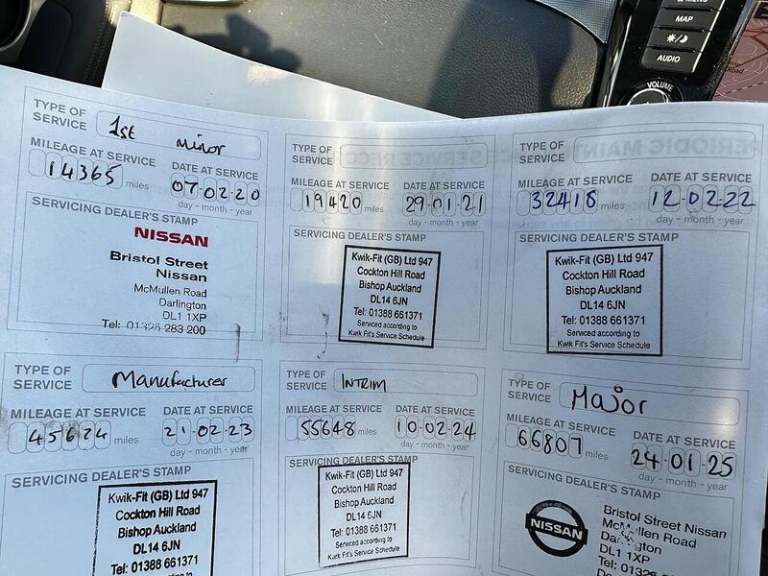 MENU
MAP
AUDIO
VOLUME
TYPE OF
SERVICE
1st minor
MILEAGE AT SERVICE
14365 miles
DATE AT SERVICE
07-02-20
day - month - year
SERVICING DEALER'S STAMP
NISSAN
Bristol Street
Nissan
McMullen Road
Darlington
DL1 1XP
Tel: 01325 283 200
TYPE OF
SERVICE
MILEAGE AT SERVICE
19420 miles
DATE AT SERVICE
29-01-21
day - month - year
SERVICING DEALER'S STAMP
Kwik-Fit (GB) Ltd 947
Cockton Hill Road
Bishop Auckland
DL14 6JN
Tel: 01388 661371
Serviced according to
Kwik Fit's Service Schedule
TYPE OF
SERVICE
MILEAGE AT SERVICE
32418 miles
DATE AT SERVICE
12-02-22
day - month - year
SERVICING DEALER'S STAMP
Kwik-Fit (GB) Ltd 947
Cockton Hill Road
Bishop Auckland
DL14 6JN
Tel: 01388 661371
Serviced according to
Kwik Fit's Service Schedule
TYPE OF
SERVICE
Manufacturer
MILEAGE AT SERVICE
45674 miles
DATE AT SERVICE
21-02-23
day - month - year
SERVICING DEALER'S STAMP
Kwik-Fit (GB) Ltd 947
Cockton Hill Road
Bishop Auckland
DL14 6JN
Tel: 01388 661371
Serviced according to
TYPE OF
SERVICE
INTRIM
MILEAGE AT SERVICE
55648 miles
DATE AT SERVICE
10-02-24
day - month - year
SERVICING DEALER'S STAMP
Kwik-Fit (GB) Ltd 947
Cockton Hill Road
Bishop Auckland
DL14 6JN
Tel: 01388 661371
Serviced according to
Kwik Fit's Service Schedule
TYPE OF
SERVICE
Major
MILEAGE AT SERVICE
66807 miles
DATE AT SERVICE
24-01-25
day - month - year
SERVICING DEALER'S STAMP
NISSAN
Bristol Street Nissan
McMullen Road
Darlington
DL1 1XP
Tel: 01325